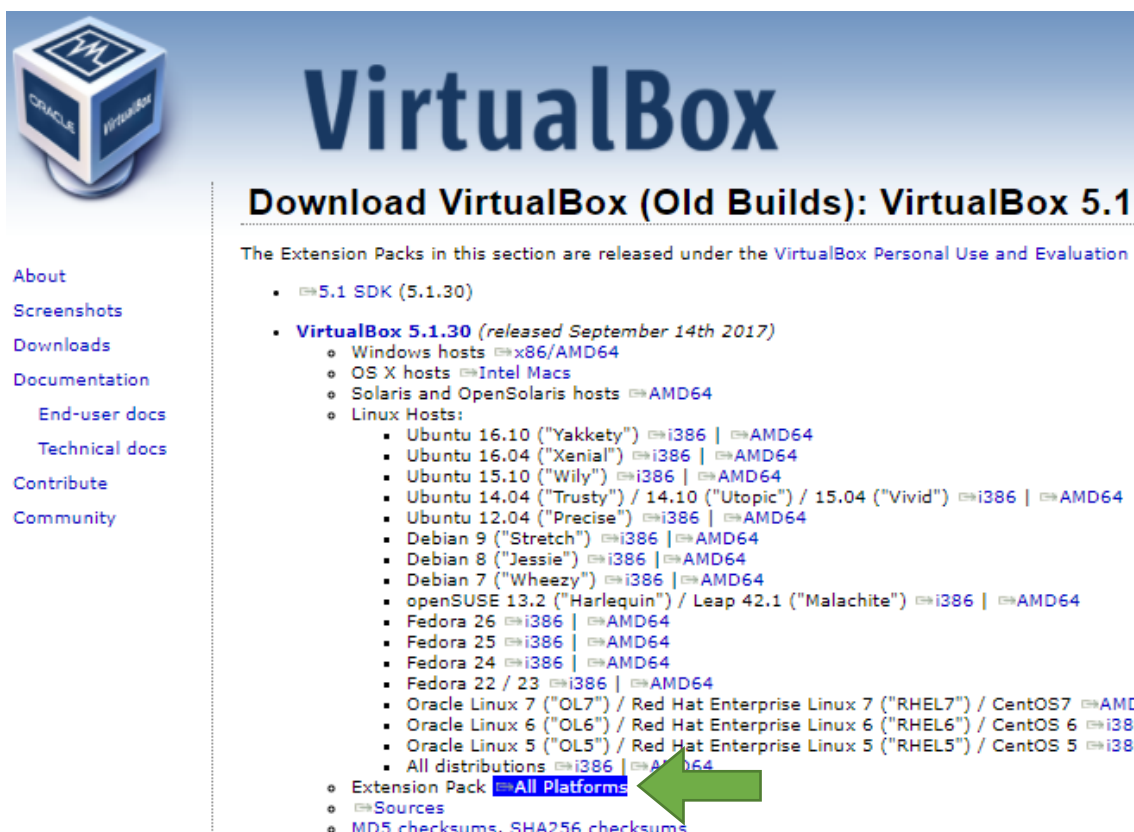 ORACLE
VirtualBox
VirtualBox
Download VirtualBox (Old Builds): VirtualBox 5.1
The Extension Packs in this section are released under the VirtualBox Personal Use and Evaluation
About
Screenshots
Downloads
Documentation
End-user docs
Technical docs
Contribute
Community
5.1 SDK (5.1.30)
VirtualBox 5.1.30 (released September 14th 2017)
Windows hosts x86/AMD64
OS X hosts Intel Macs
Solaris and OpenSolaris hosts AMD64
Linux Hosts:
Ubuntu 16.10 ("Yakkety") i386 | AMD64
Ubuntu 16.04 ("Xenial") i386 | AMD64
Ubuntu 15.10 ("Wily") i386 | AMD64
Ubuntu 14.04 ("Trusty") / 14.10 ("Utopic") / 15.04 ("Vivid") i386 | AMD64
Ubuntu 12.04 ("Precise") i386 | AMD64
Debian 9 ("Stretch") i386 | AMD64
Debian 8 ("Jessie") i386 | AMD64
Debian 7 ("Wheezy") i386 | AMD64
openSUSE 13.2 ("Harlequin") / Leap 42.1 ("Malachite") i386 | AMD64
Fedora 26 i386 | AMD64
Fedora 25 i386 | AMD64
Fedora 24 i386 | AMD64
Fedora 22 / 23 i386 | AMD64
Oracle Linux 7 ("OL7") / Red Hat Enterprise Linux 7 ("RHEL7") / CentOS7 AMD
Oracle Linux 6 ("OL6") / Red Hat Enterprise Linux 6 ("RHEL6") / CentOS 6 i38
Oracle Linux 5 ("OL5") / Red Hat Enterprise Linux 5 ("RHEL5") / CentOS 5 i38
All distributions i386 | AMD64
Extension Pack All Platforms
Sources
MD5 checksums, SHA256 checksums